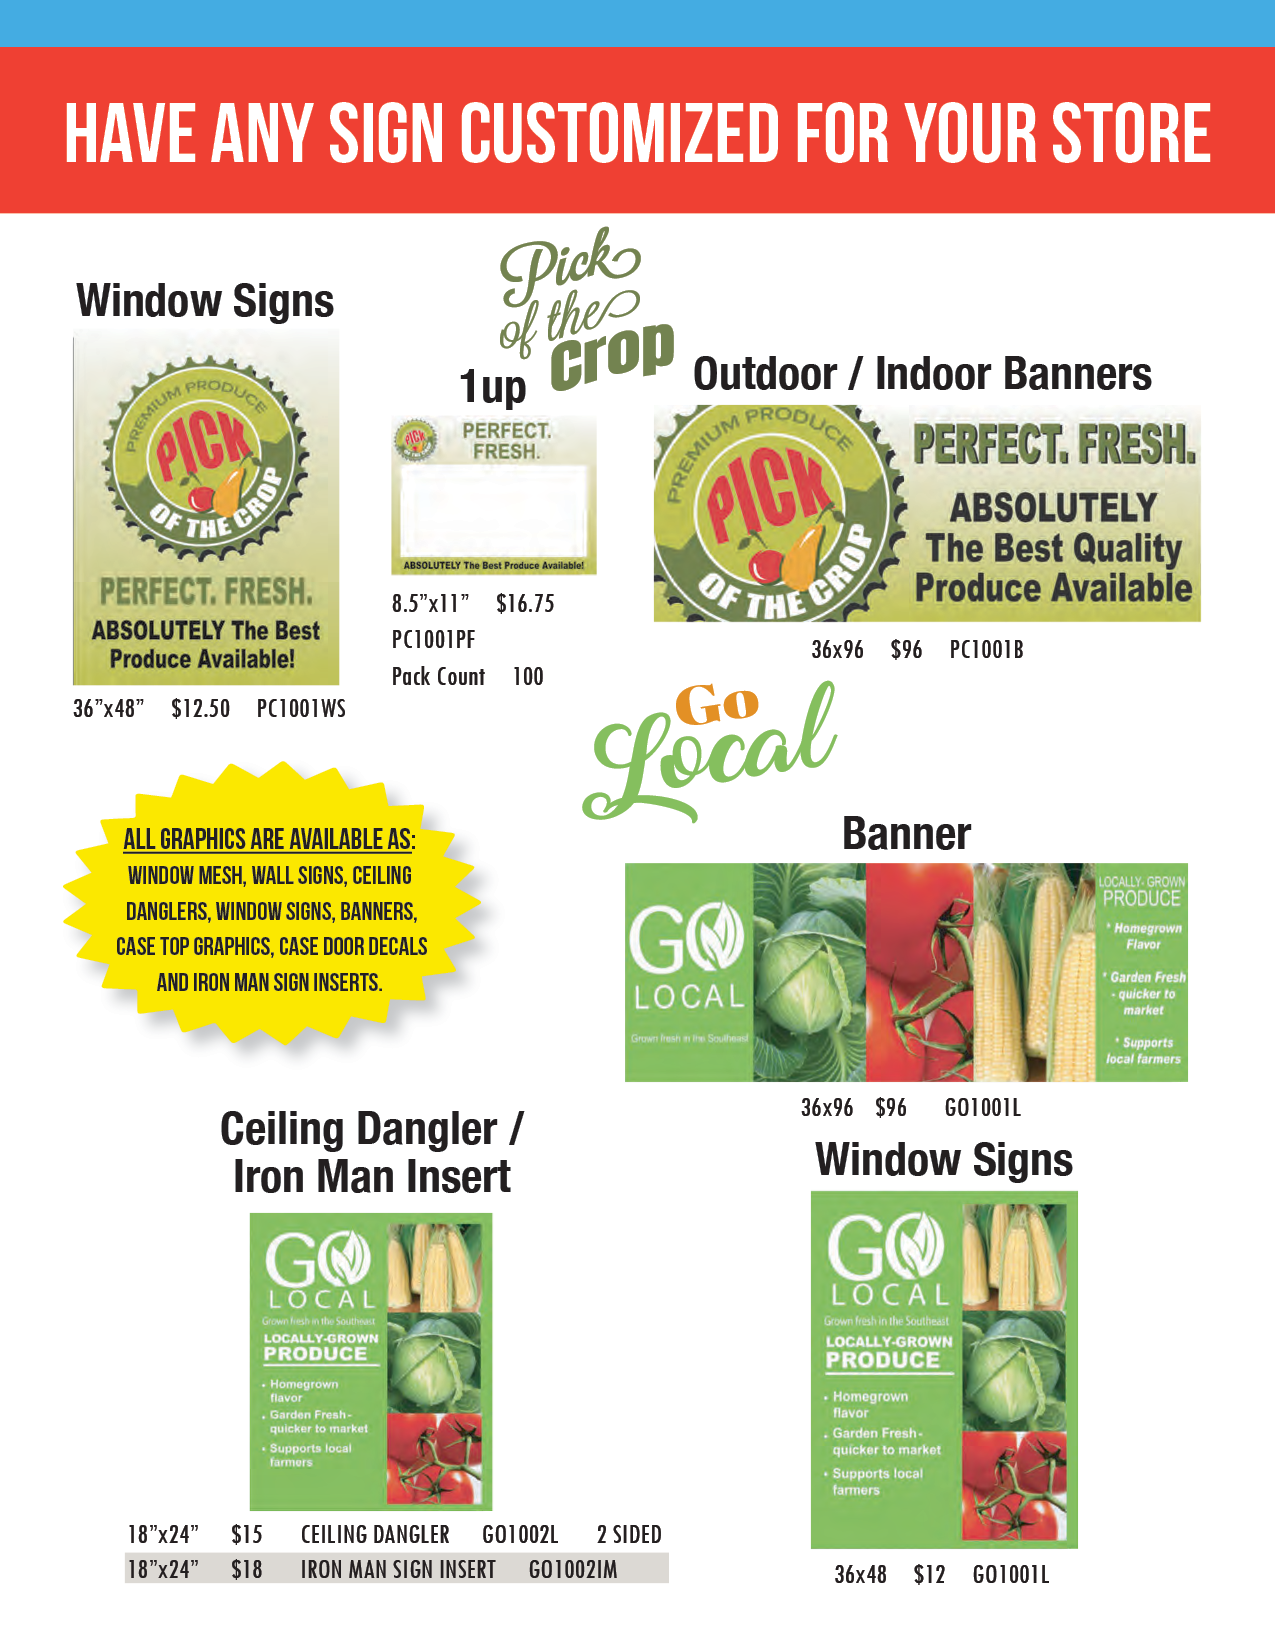 HAVE ANY SIGN CUSTOMIZED FOR YOUR STORE
Pick
of the
crop
Window Signs
PREMIUM PRODUCE
PICK
OF THE CROP
PERFECT. FRESH.
ABSOLUTELY The Best
Produce Available!
36”x48” $12.50 PC1001WS
1up
PICK
OF THE CROP
PERFECT.
FRESH.
ABSOLUTELY The Best Produce Available!
8.5”x11” $16.75
PC1001PF
Pack Count 100
Outdoor / Indoor Banners
PREMIUM PRODUCE
PICK
OF THE CROP
PERFECT. FRESH.
ABSOLUTELY
The Best Quality
Produce Available
36x96 $96 PC1001B
ALL GRAPHICS ARE AVAILABLE AS:
WINDOW MESH, WALL SIGNS, CEILING
DANGLERS, WINDOW SIGNS, BANNERS,
CASE TOP GRAPHICS, CASE DOOR DECALS
AND IRON MAN SIGN INSERTS.
Go
Local
Banner
GO
LOCAL
Grown fresh in the Southeast
LOCALLY- GROWN
PRODUCE
* Homegrown
Flavor
* Garden Fresh
- quicker to
market
* Supports
local farmers
36x96 $96 GO1001L
Ceiling Dangler /
Iron Man Insert
GO
LOCAL
Grown fresh in the Southeast
LOCALLY-GROWN
PRODUCE
• Homegrown
flavor
• Garden Fresh-
quicker to market
• Supports local
farmers
18”x24” $15 CEILING DANGLER GO1002L 2 SIDED
18”x24” $18 IRON MAN SIGN INSERT GO1002IM
Window Signs
GO
LOCAL
Grown fresh in the Southeast
LOCALLY-GROWN
PRODUCE
• Homegrown
flavor
• Garden Fresh-
quicker to market
• Supports local
farmers
36x48 $12 GO1001L